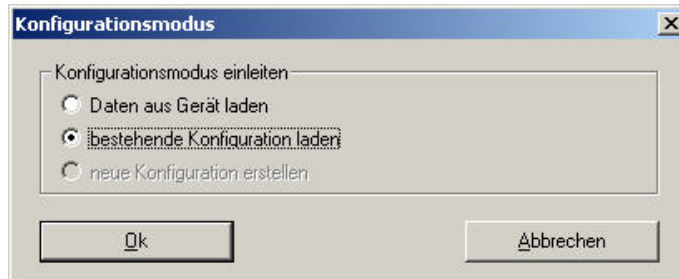 Konfigurationsmodus
Konfigurationsmodus einleiten
Daten aus Gerät laden
bestehende Konfiguration laden
neue Konfiguration erstellen
Ok Abbrechen